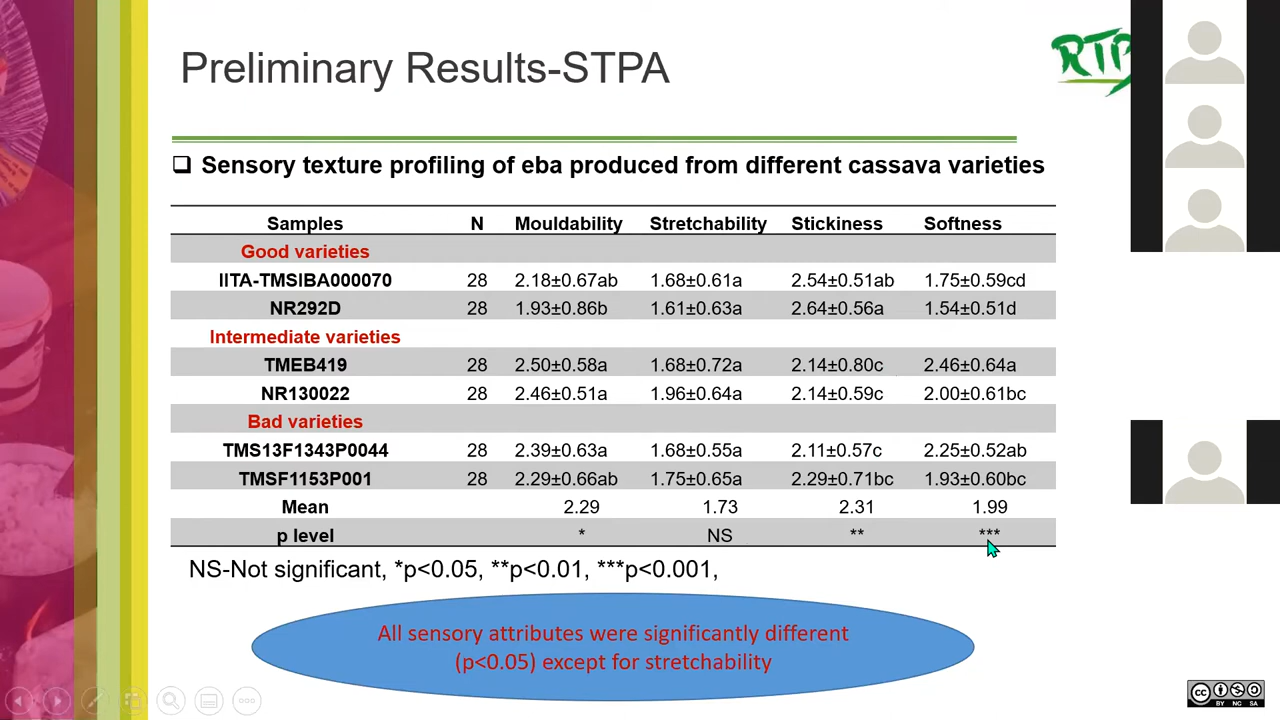 Preliminary Results-STPA
RTB
Sensory texture profiling of eba produced from different cassava varieties
Samples N Mouldability Stretchability Stickiness Softness
Good varieties
IITA-TMSIBA000070 28 2.18±0.67ab 1.68±0.61a 2.54±0.51ab 1.75±0.59cd
NR292D 28 1.93±0.86b 1.61±0.63a 2.64±0.56a 1.54±0.51d
Intermediate varieties
TMEB419 28 2.50±0.58a 1.68±0.72a 2.14±0.80c 2.46±0.64a
NR130022 28 2.46±0.51a 1.96±0.64a 2.14±0.59c 2.00±0.61bc
Bad varieties
TMS13F1343P0044 28 2.39±0.63a 1.68±0.55a 2.11±0.57c 2.25±0.52ab
TMSF1153P001 28 2.29±0.66ab 1.75±0.65a 2.29±0.71bc 1.93±0.60bc
Mean 2.29 1.73 2.31 1.99
p level * NS ** ***
NS-Not significant, *p<0.05, **p<0.01, ***p<0.001,
All sensory attributes were significantly different
(p<0.05) except for stretchability
cc
BY NC SA